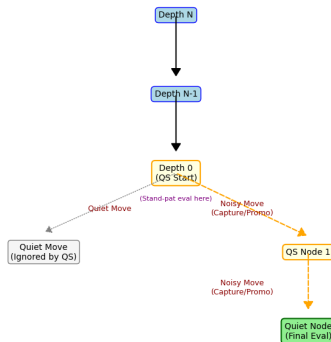 Depth N
Depth N-1
Depth 0
(QS Start)
Quiet Move
(Stand-pat eval here)
Noisy Move
(Capture/Promo)
Quiet Move
(Ignored by QS)
QS Node 1
Noisy Move
(Capture/Promo)
Quiet Node
(Final Eval)